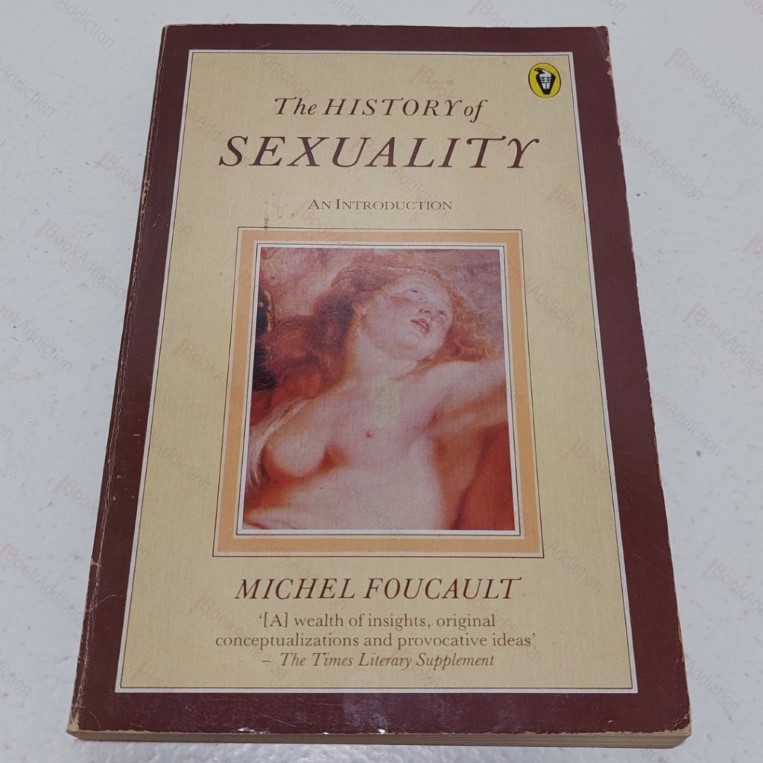 The HISTORY of
SEXUALITY
AN INTRODUCTION
MICHEL FOUCAULT
'[A] wealth of insights, original
conceptualizations and provocative ideas'
– The Times Literary Supplement
BookAddiction